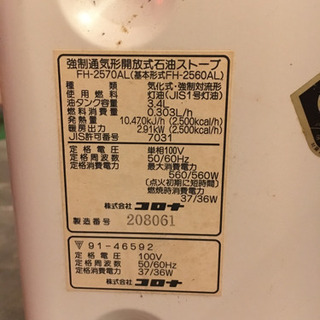 強制通気形開放式石油ストーブ
FH-2570AL(基本形式FH-2560AL)
種類 気化式・強制対流形
使用燃料 灯油(JIS1号灯油)
油タンク容量 3.4L
燃料消費量 0.303L/h
発熱量 10.470kJ/h {2,500kcal/h}
暖房出力 2.91kW {2,500kcal/h}
JIS許可番号 7031
定格電圧 単相100V
定格周波数 50/60Hz
定格消費電力 最大消費電力
560/560W
(点火初期に短時間)
燃焼時消費電力
37/36W
株式会社 コロナ
製造番号 208061
91-46592
定格電圧 100V
定格周波数 50/60Hz
定格消費電力 37/36W
株式会社 コロナ